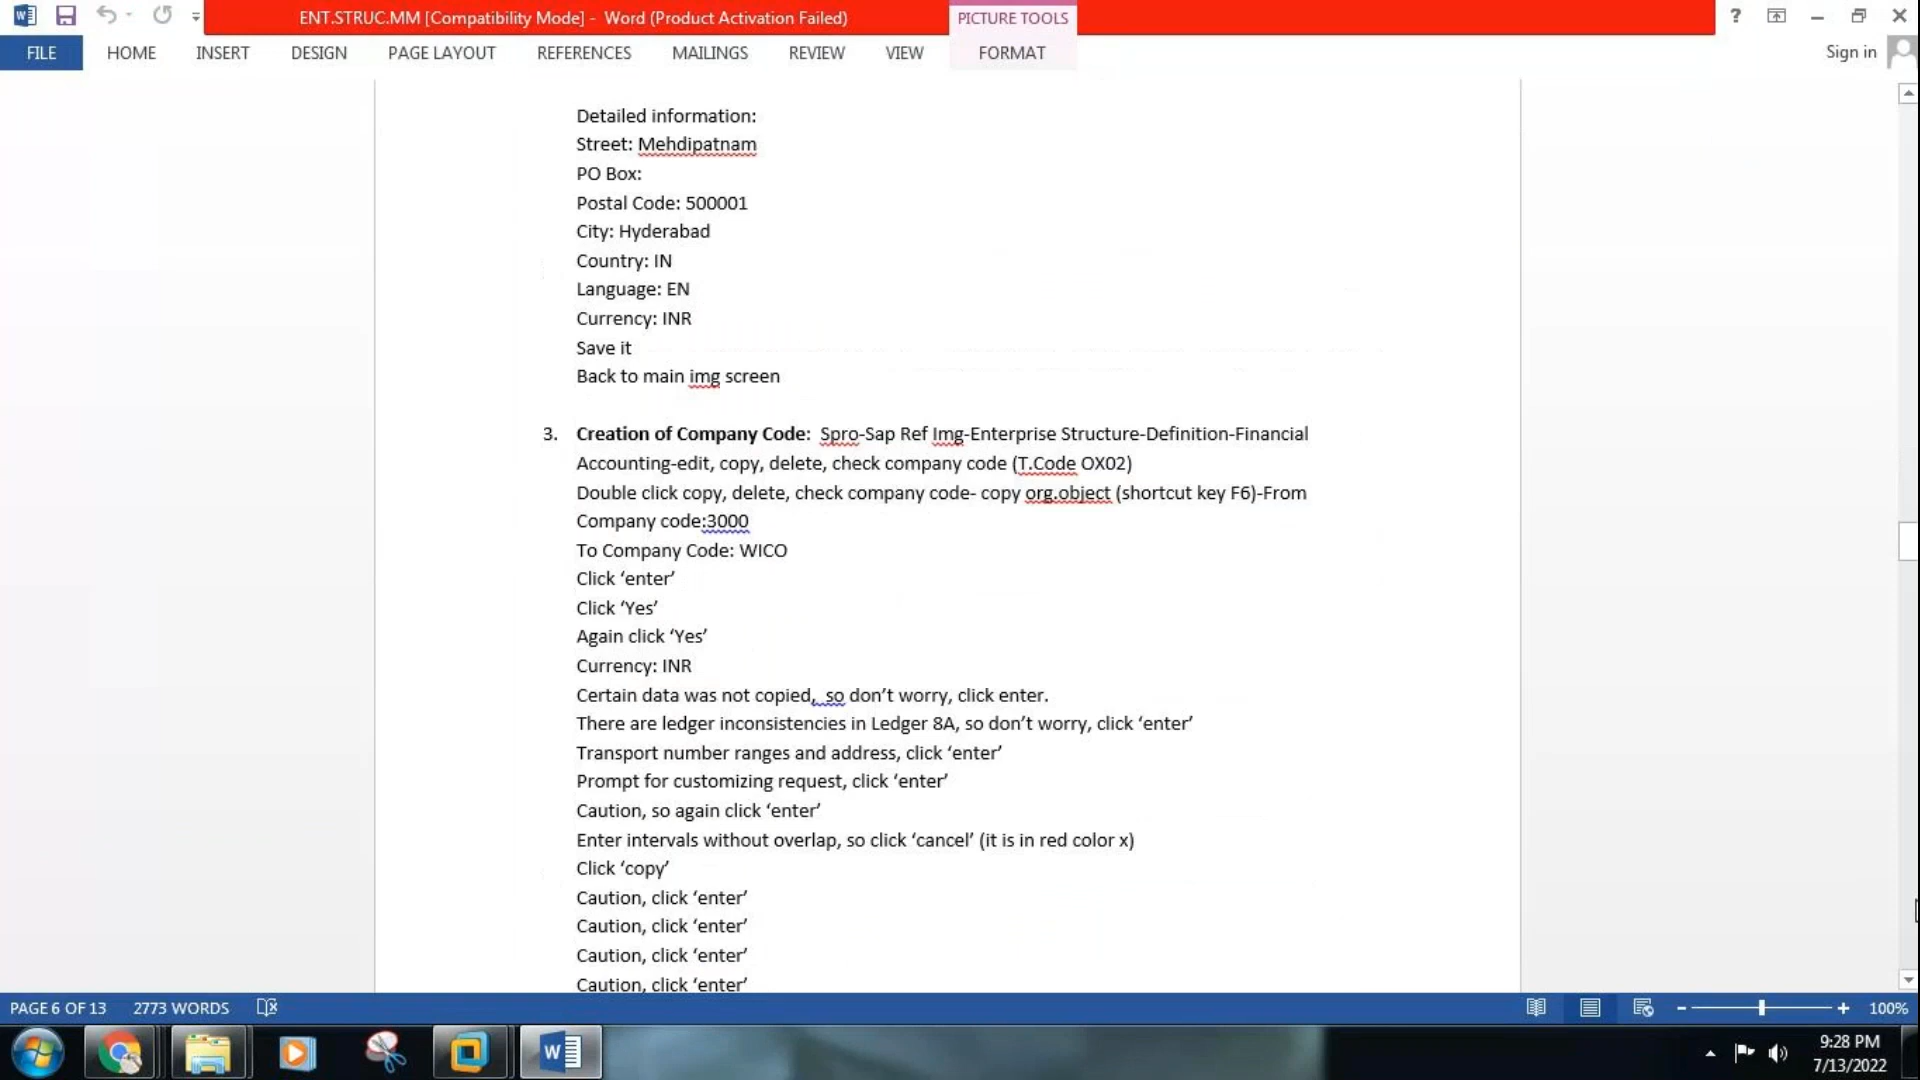 ENT.STRUC.MM [Compatibility Mode] - Word (Product Activation Failed)
PICTURE TOOLS
?
FILE
HOME
INSERT
DESIGN
PAGE LAYOUT
REFERENCES
MAILINGS
REVIEW
VIEW
FORMAT
Sign in
Detailed information:
Street: Mehdipatnam
PO Box:
Postal Code: 500001
City: Hyderabad
Country: IN
Language: EN
Currency: INR
Save it
Back to main img screen
3. Creation of Company Code: Spro-Sap Ref Img-Enterprise Structure-Definition-Financial
Accounting-edit, copy, delete, check company code (T.Code OX02)
Double click copy, delete, check company code- copy org.object (shortcut key F6)-From
Company code:3000
To Company Code: WICO
Click ‘enter’
Click ‘Yes’
Again click ‘Yes’
Currency: INR
Certain data was not copied, so don’t worry, click enter.
There are ledger inconsistencies in Ledger 8A, so don’t worry, click ‘enter’
Transport number ranges and address, click ‘enter’
Prompt for customizing request, click ‘enter’
Caution, so again click ‘enter’
Enter intervals without overlap, so click ‘cancel’ (it is in red color x)
Click ‘copy’
Caution, click ‘enter’
Caution, click ‘enter’
Caution, click ‘enter’
Caution, click ‘enter’
PAGE 6 OF 13
2773 WORDS
100%
9:28 PM
7/13/2022